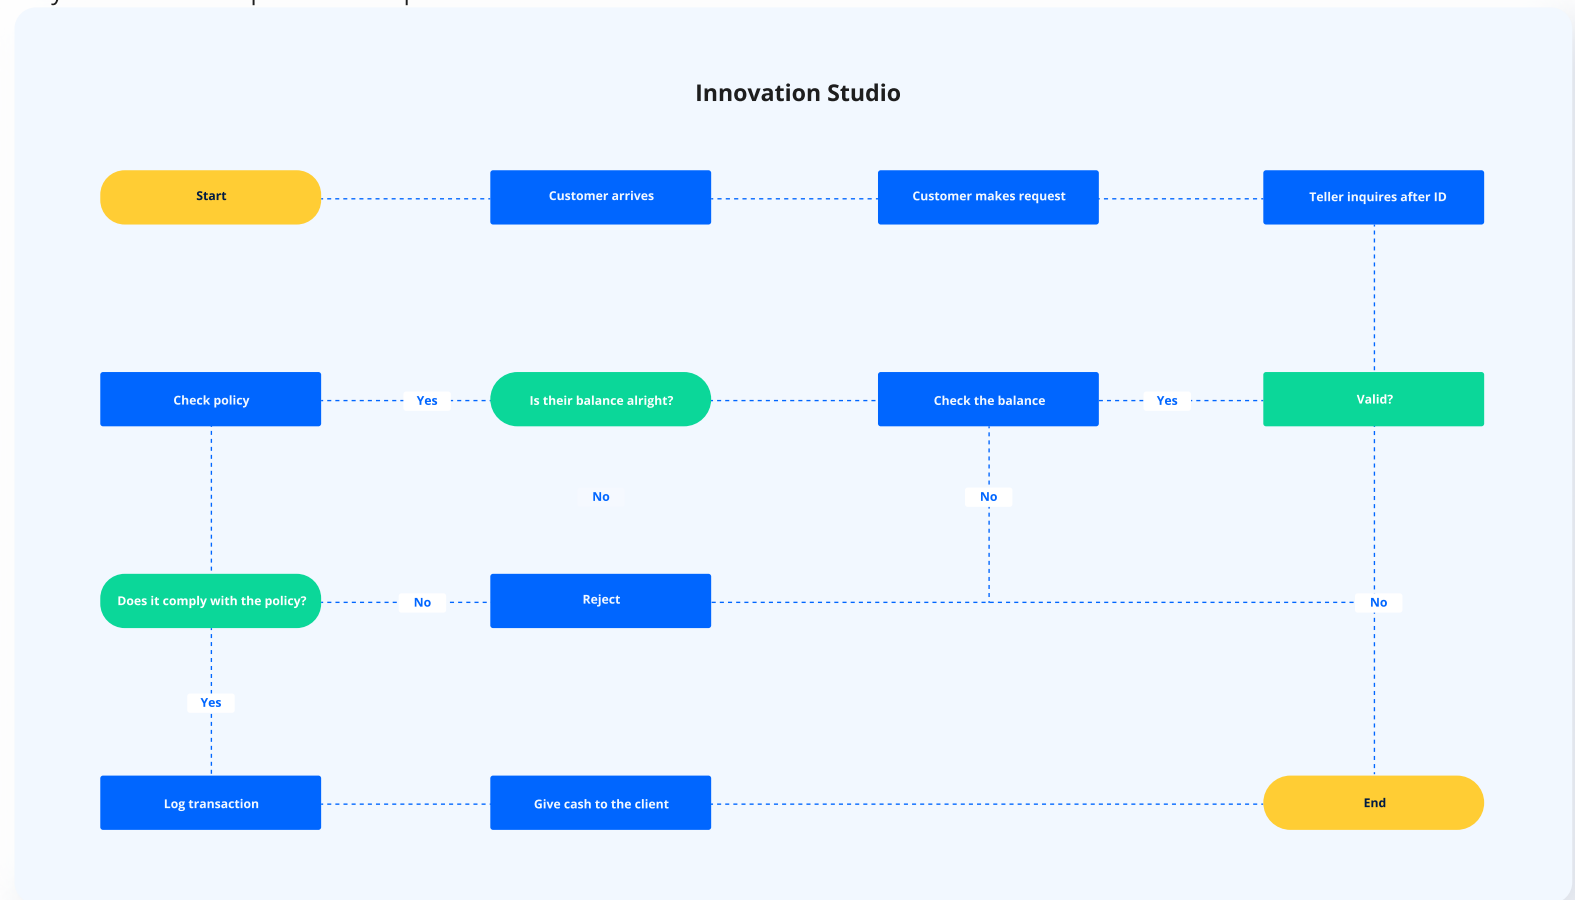 Innovation Studio
Start
Customer arrives
Customer makes request
Teller inquires after ID
Check policy
Yes
Is their balance alright?
Check the balance
Yes
Valid?
No
No
Does it comply with the policy?
No
Reject
No
Yes
Log transaction
Give cash to the client
End